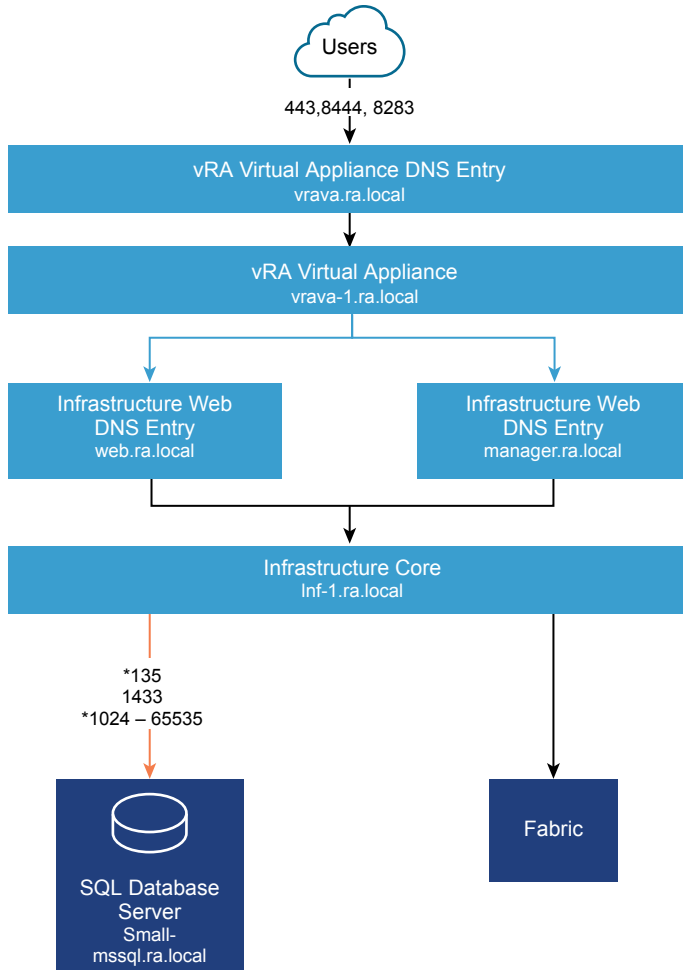 Users
443,8444, 8283
vRA Virtual Appliance DNS Entry
vrava.ra.local
vRA Virtual Appliance
vrava-1.ra.local
Infrastructure Web
DNS Entry
web.ra.local
Infrastructure Web
DNS Entry
manager.ra.local
Infrastructure Core
Inf-1.ra.local
*135
1433
*1024 – 65535
SQL Database
Server
Small-
mssql.ra.local
Fabric